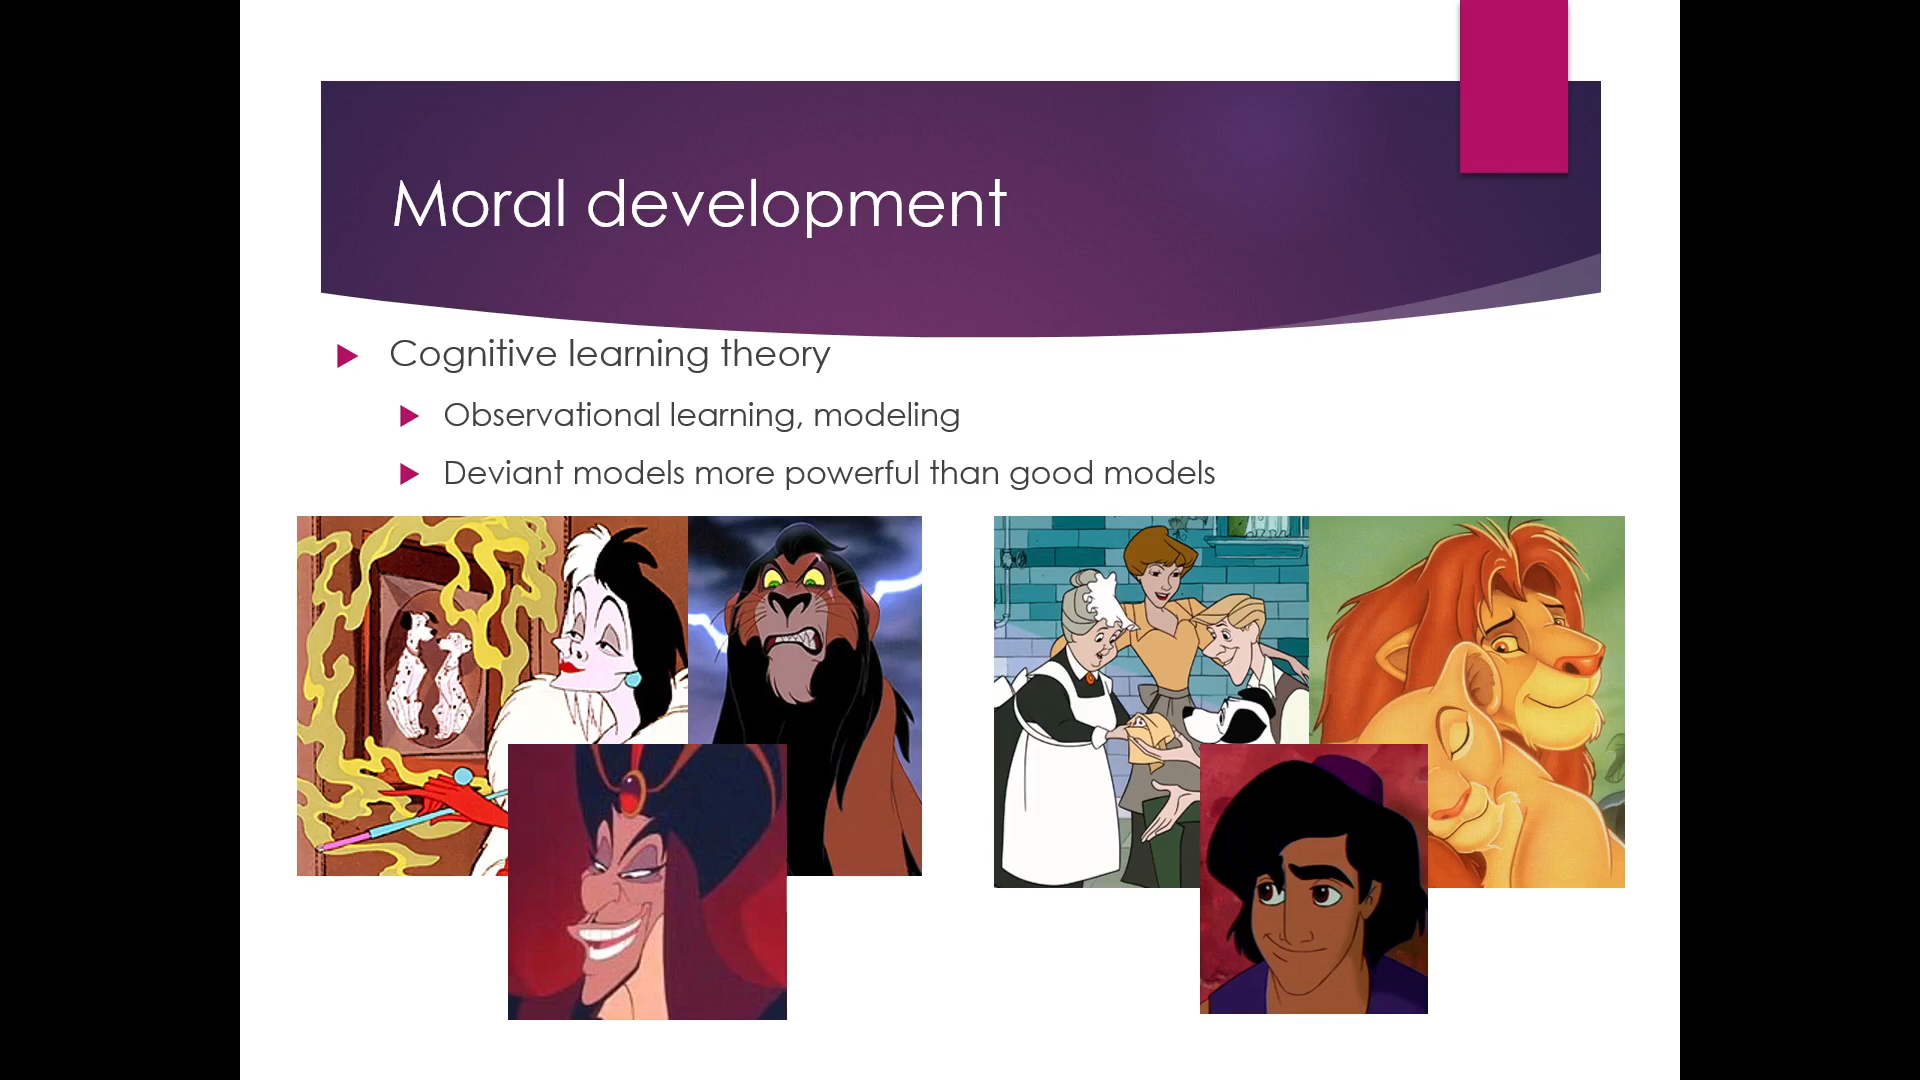 Moral development
Cognitive learning theory
Observational learning, modeling
Deviant models more powerful than good models